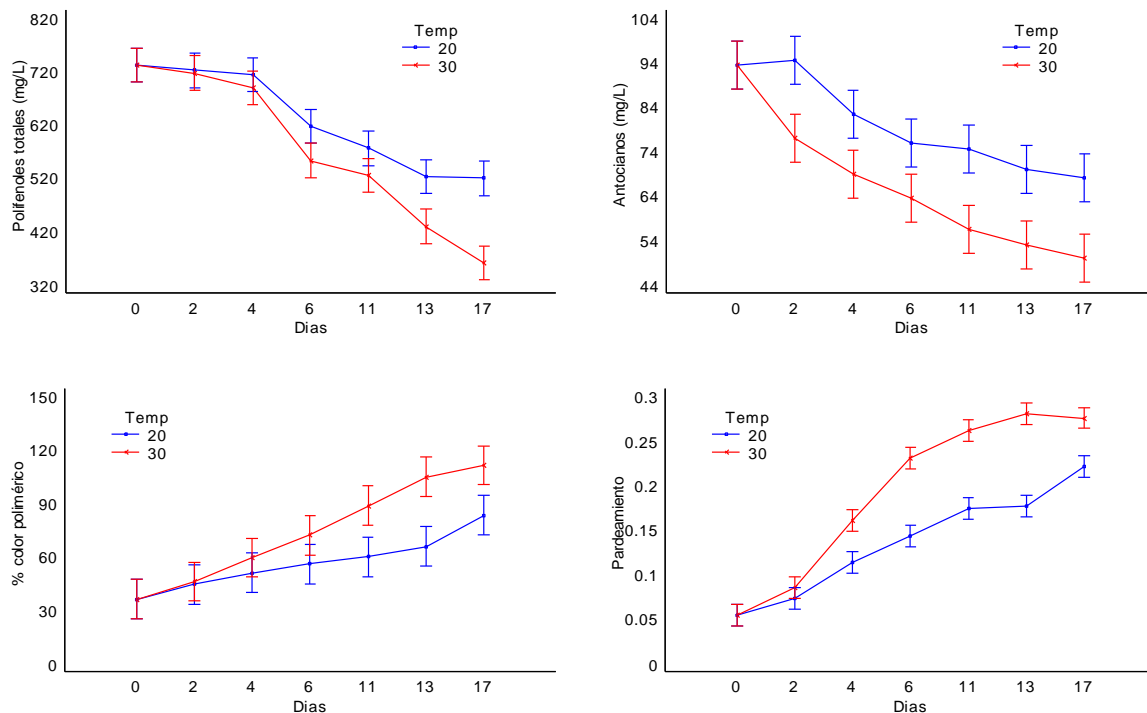 Polifendes totales (mg/L)
820
720
620
520
420
320
Temp
20
30
0 2 4 6 11 13 17
Dias
Antocianos (mg/L)
104
94
84
74
64
54
44
Temp
20
30
0 2 4 6 11 13 17
Dias
% color polimérico
150
120
90
60
30
0
Temp
20
30
0 2 4 6 11 13 17
Dias
Pardeamiento
0.3
0.25
0.2
0.15
0.1
0.05
0
Temp
20
30
0 2 4 6 11 13 17
Dias